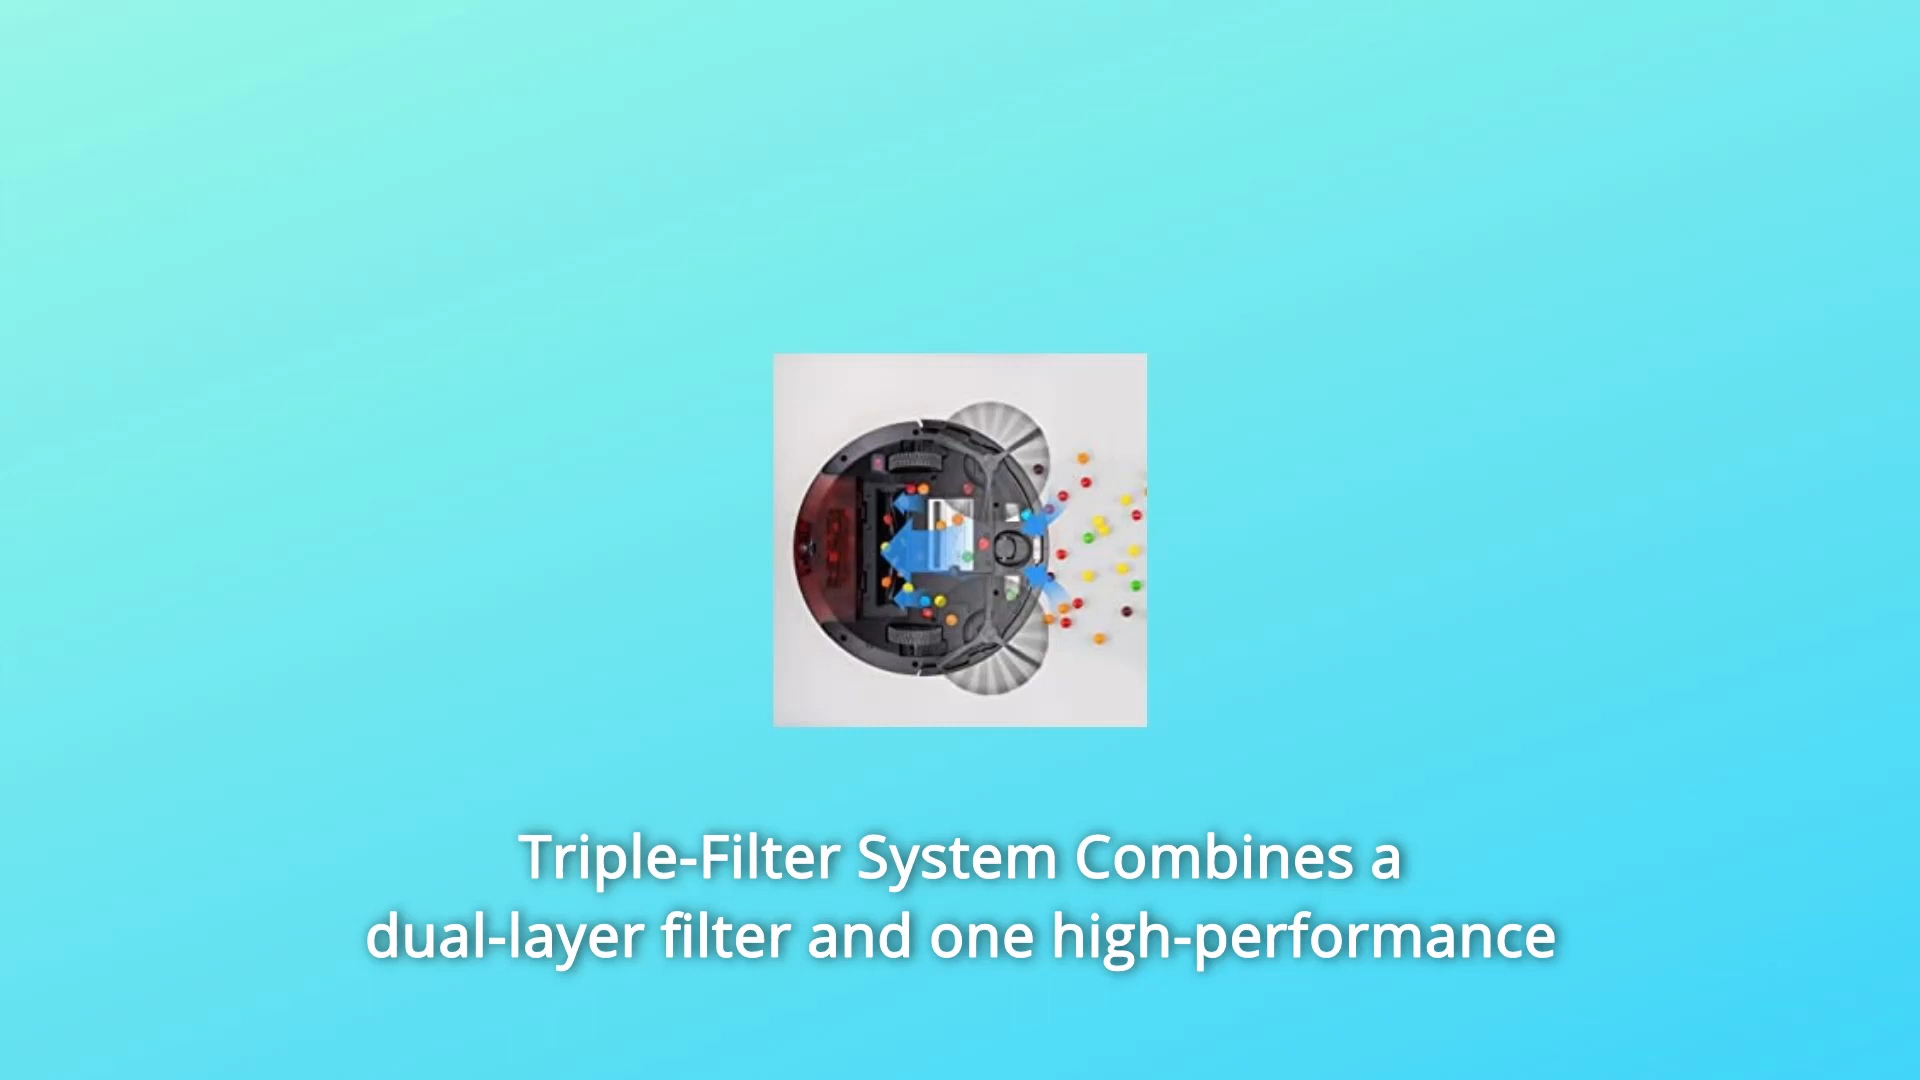 Triple-Filter System Combines a
dual-layer filter and one high-performance